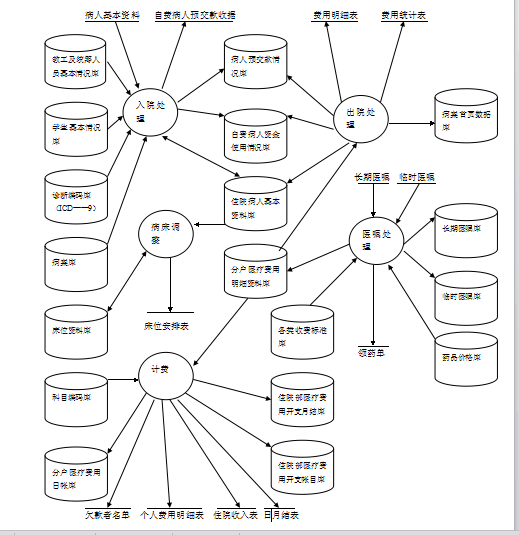 病人基本资料
自费病人预交款收据
费用明细表
费用统计表
教工及院聘人
员基本情况库
入院处
理
病人预交款情
况库
出院处
理
病案首页数据
库
学生基本情况
库
自费病人资金
使用情况库
诊断编码库
(ICD——9)
住院病人基本
资料库
长期医嘱
临时医嘱
病床调
整
医嘱处
理
长期医嘱库
病案库
分户医疗费用
明细资料库
临时医嘱库
床位资料库
床位安排表
各类收费标准
库
领药单
药品价格库
计费
科目编码库
住院部医疗费
用开支月结库
分户医疗费用
日帐库
住院部医疗费
用开支帐目库
欠款者名单
个人费用明细表
住院收入表
日月结表